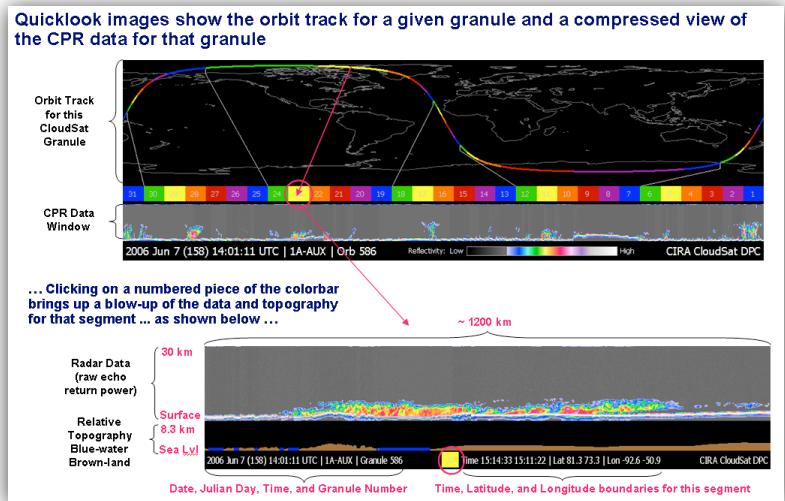 Quicklook images show the orbit track for a given granule and a compressed view of
the CPR data for that granule
Orbit Track
for this
CloudSat
Granule
31 30 28 27 26 25 24 22 21 20 19 18 16 15 14 13 12 10 9 8 7 6 4 3 2 1
CPR Data
Window
2006 Jun 7 (158) 14:01:11 UTC | 1A-AUX | Orb 586
Reflectivity: Low
High
CIRA CloudSat DPC
... Clicking on a numbered piece of the colorbar
brings up a blow-up of the data and topography
for that segment ... as shown below ...
~ 1200 km
Radar Data
(raw echo
return power)
30 km
Surface
Relative
Topography
Blue-water
Brown-land
8.3 km
Sea Lvl
2006 Jun 7 (158) 14:01:11 UTC | 1A-AUX | Granule 586
Time 15:14:33 15:11:22 | Lat 81.3 73.3 | Lon -92.6 -50.9
CIRA CloudSat DPC
Date, Julian Day, Time, and Granule Number
Time, Latitude, and Longitude boundaries for this segment